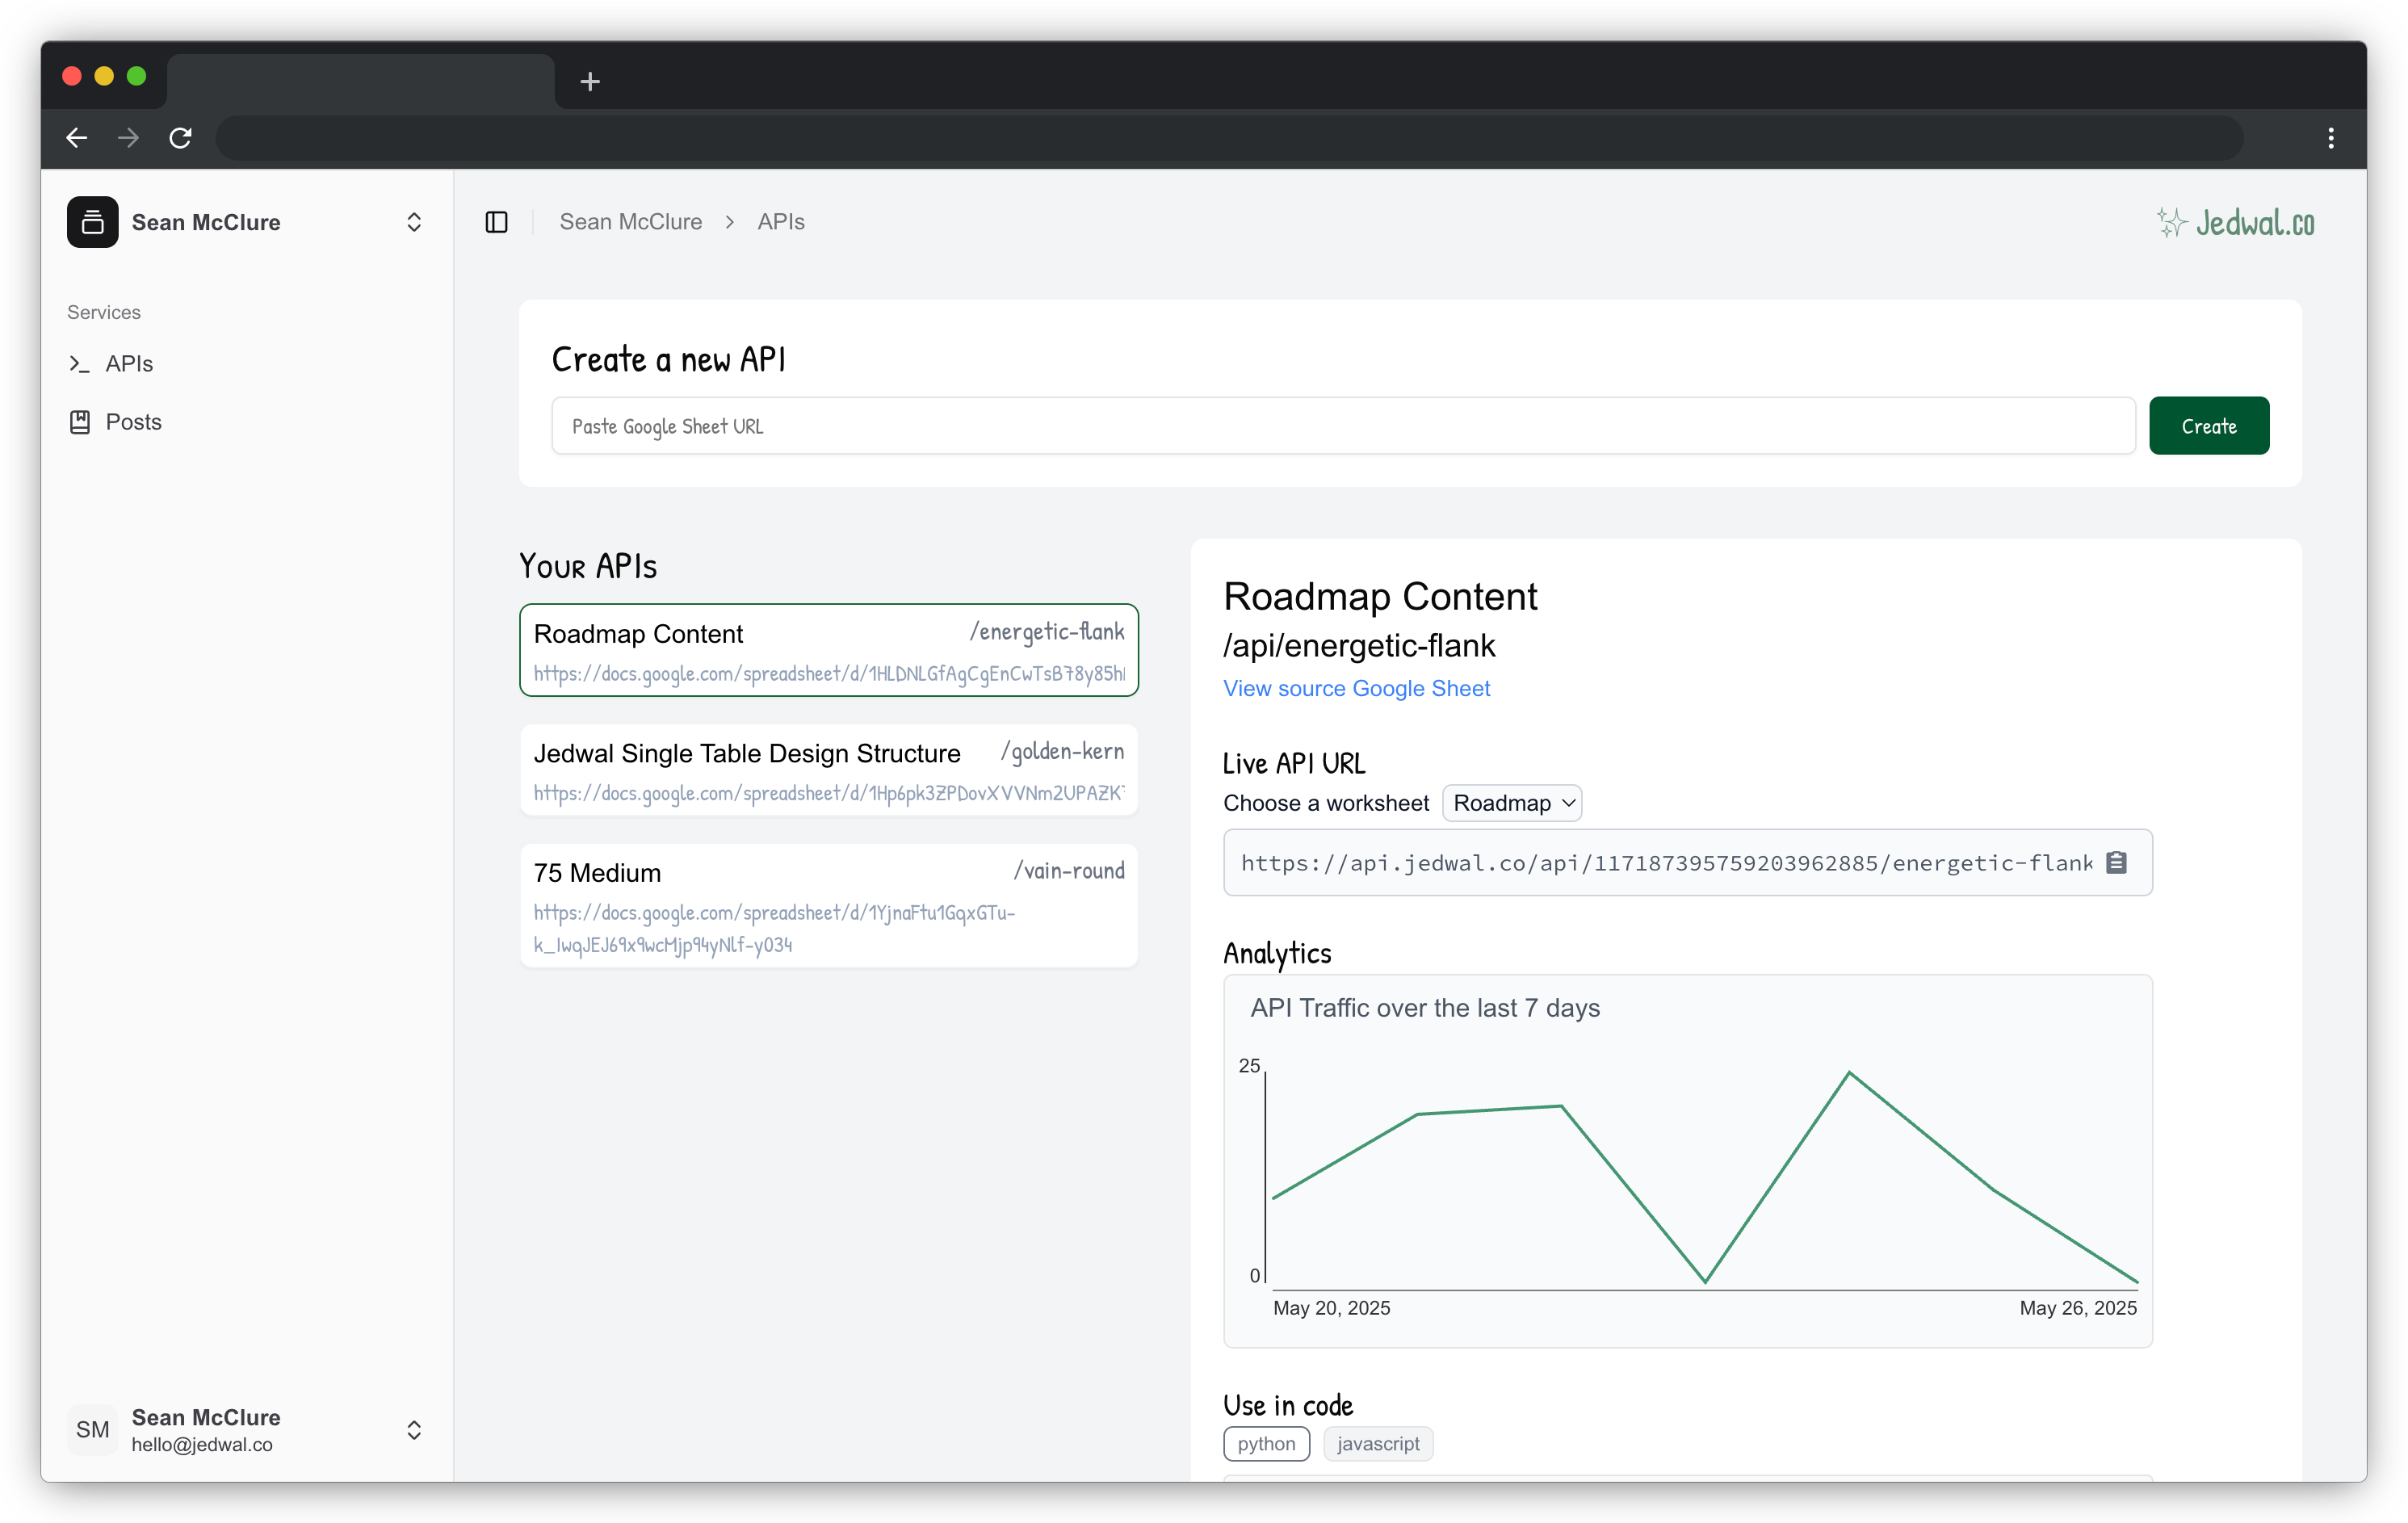 Sean McClure
Services
APIs
Posts
SM
Sean McClure
hello@jedwal.co
Sean McClure > APIs
Jedwal.co
Create a new API
Paste Google Sheet URL
Create
Your APIs
Roadmap Content /energetic-flank
https://docs.google.com/spreadsheet/d/1HLDNLGfAgCgEnCwTsB78y85h
Jedwal Single Table Design Structure /golden-kern
https://docs.google.com/spreadsheet/d/1Hp6pk3ZPDovXVVNm2UPAZK
75 Medium /vain-round
https://docs.google.com/spreadsheet/d/1YjnaFtu1GqxGTu-
k_IwqJEJ69x9wcMjp94yNlf-y034
Roadmap Content
/api/energetic-flank
View source Google Sheet
Live API URL
Choose a worksheet Roadmap
https://api.jedwal.co/api/117187395759203962885/energetic-flank
Analytics
API Traffic over the last 7 days
25
0
May 20, 2025 May 26, 2025
Use in code
python javascript